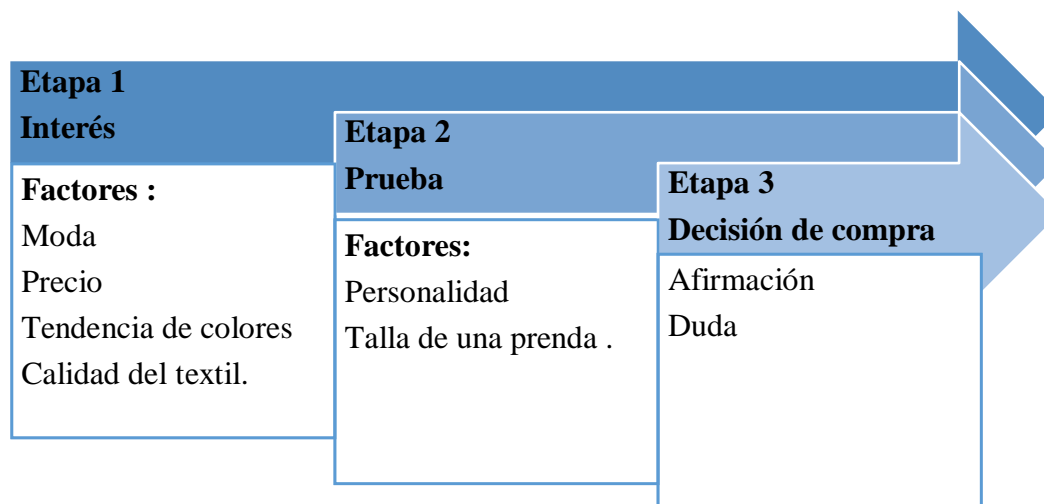 Etapa 1
Interés
Factores :
Moda
Precio
Tendencia de colores
Calidad del textil.
Etapa 2
Prueba
Factores:
Personalidad
Talla de una prenda .
Etapa 3
Decisión de compra
Afirmación
Duda